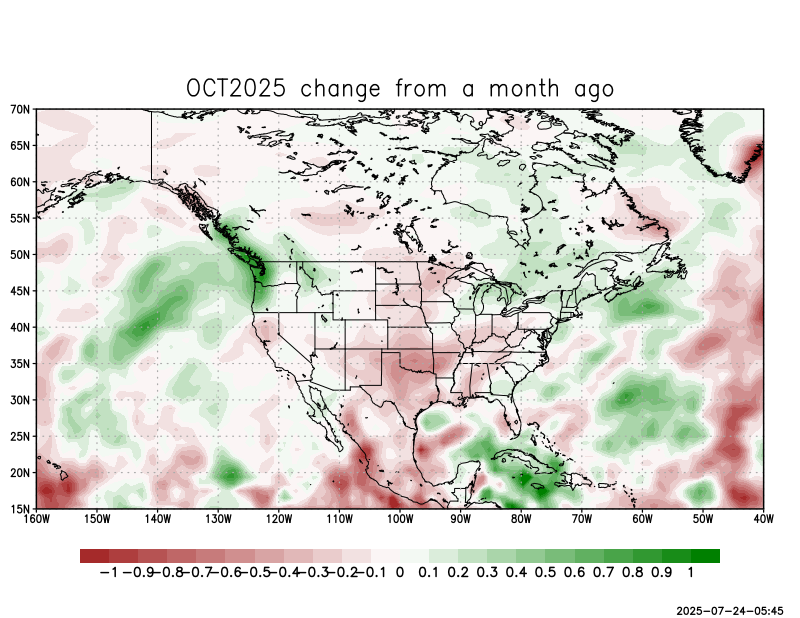 OCT2025 change from a month ago
70N
65N
60N
55N
50N
45N
40N
35N
30N
25N
20N
15N
160W 150W 140W 130W 120W 110W 100W 90W 80W 70W 60W 50W 40W
-1 -0.9 -0.8 -0.7 -0.6 -0.5 -0.4 -0.3 -0.2 -0.1 0 0.1 0.2 0.3 0.4 0.5 0.6 0.7 0.8 0.9 1
2025-07-24-05:45